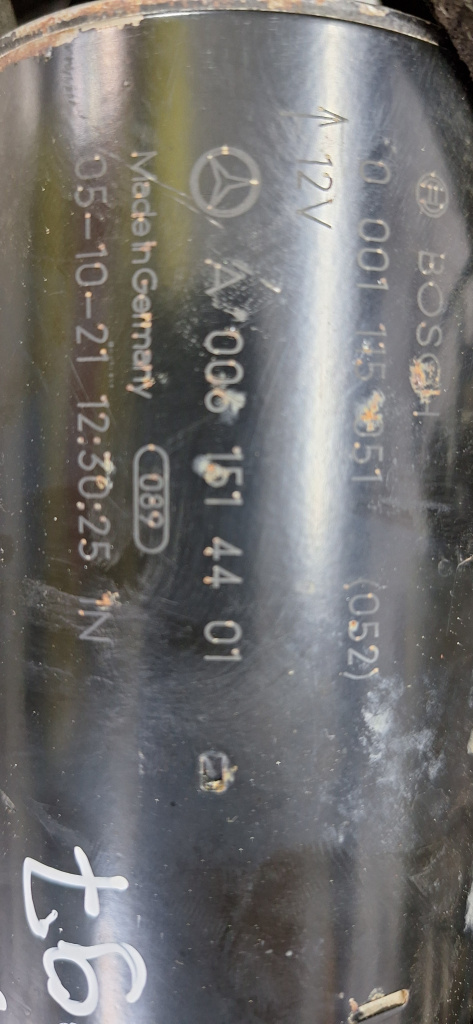 BOSCH
0 001 115 051 (052)
↑ 12V
A 006 151 44 01
Made in Germany 089
05-10-21 12:30:25 IN